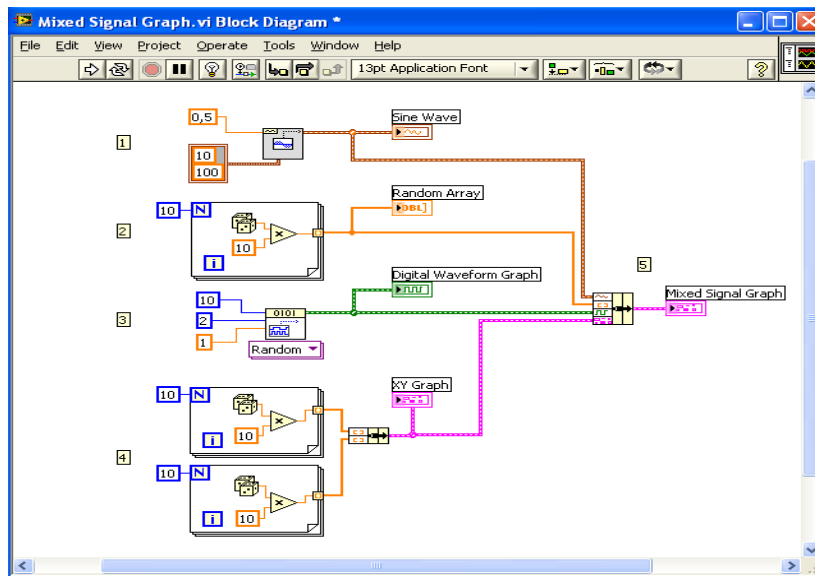 Mixed Signal Graph.vi Block Diagram *
File Edit View Project Operate Tools Window Help
13pt Application Font
?
Sine Wave
0,5
1
10
100
Random Array
10 N
DBL]
2
10
i
5
Digital Waveform Graph
Mixed Signal Graph
10
0101
3
2
1
Random
XY Graph
10 N
i
10
4
10 N
i
10